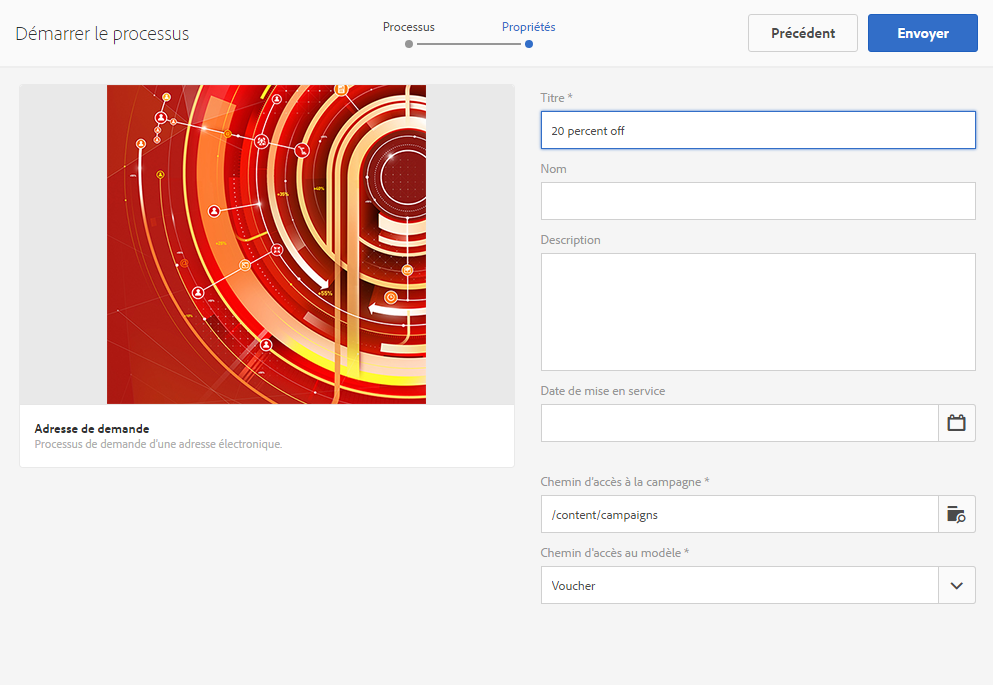 Démarrer le processus
Processus
Propriétés
Précédent
Envoyer
Adresse de demande
Processus de demande d'une adresse électronique.
Titre *
20 percent off
Nom
Description
Date de mise en service
Chemin d'accès à la campagne *
/content/campaigns
Chemin d'accès au modèle *
Voucher